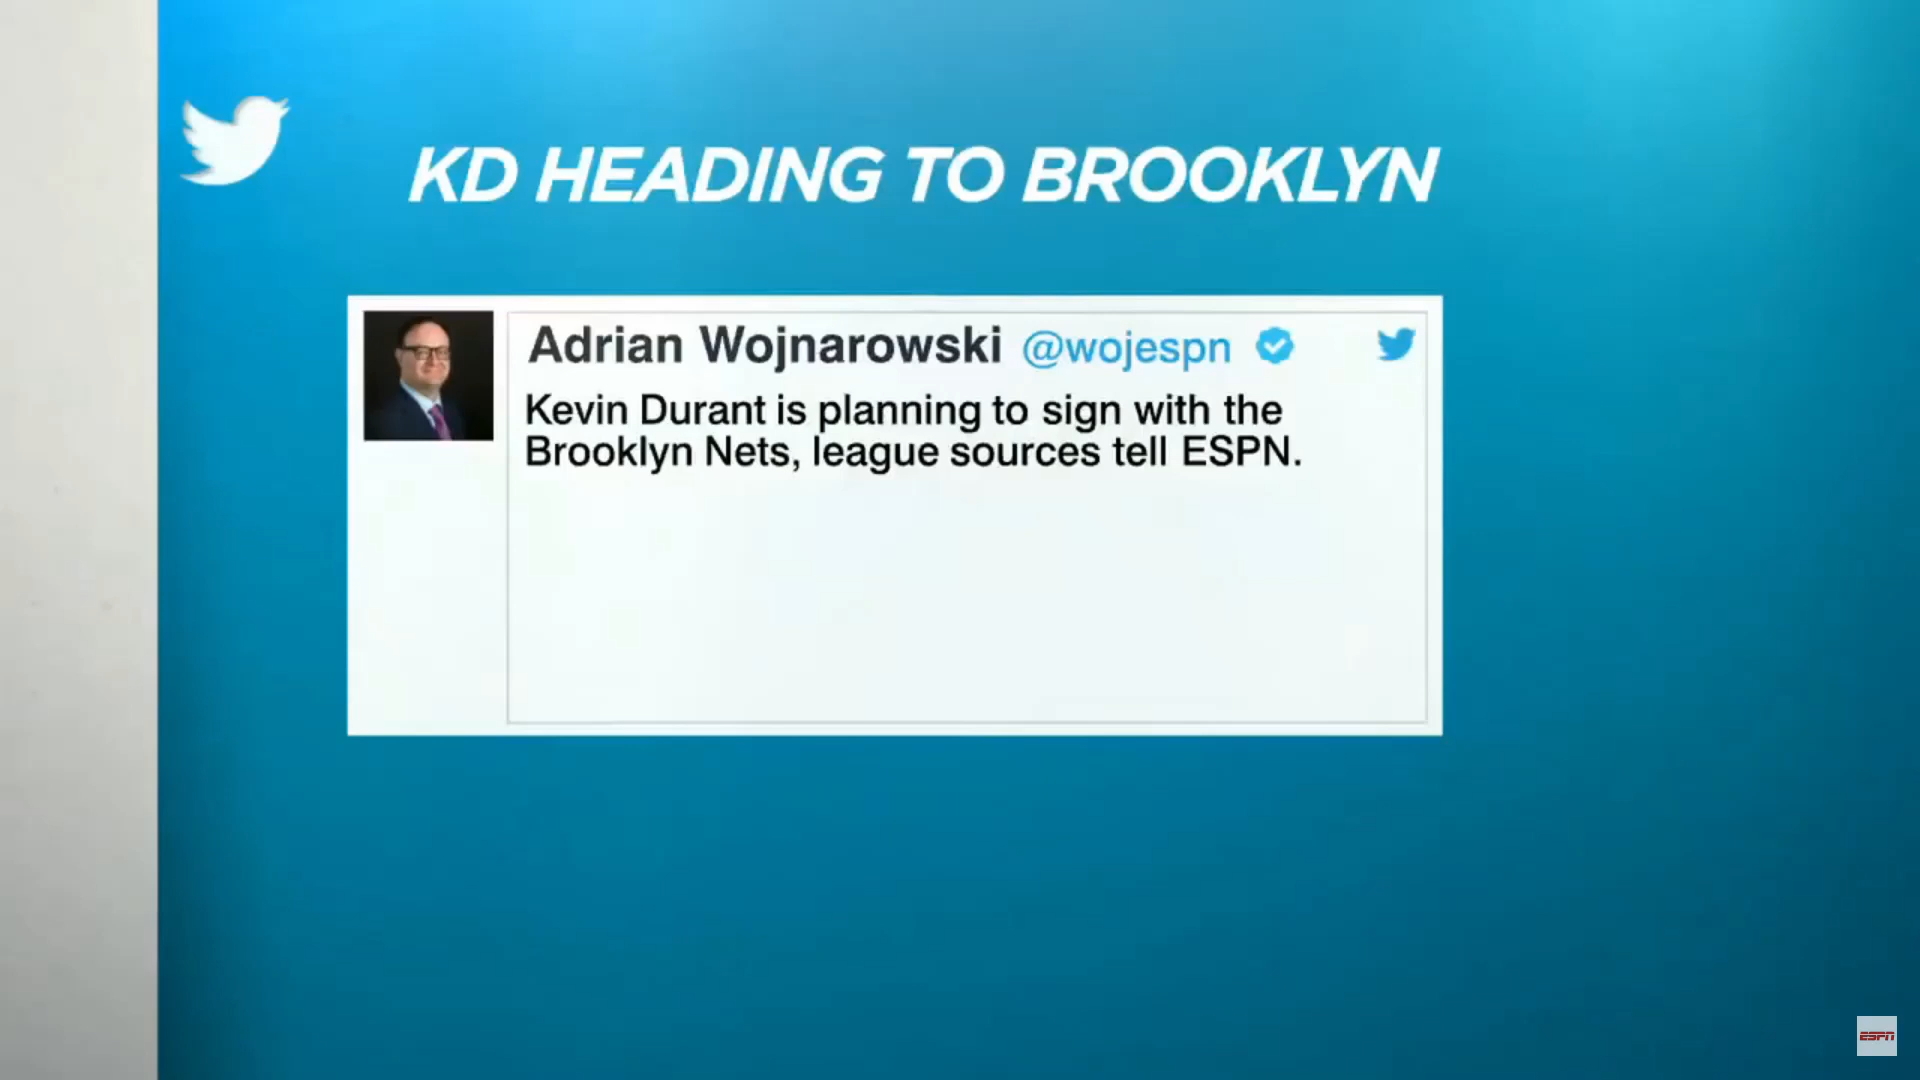 KD HEADING TO BROOKLYN
Adrian Wojnarowski @wojespn
Kevin Durant is planning to sign with the
Brooklyn Nets, league sources tell ESPN.
ESPN